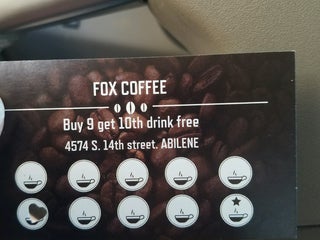 FOX COFFEE
Buy 9 get 10th drink free
4574 S. 14th street. ABILENE